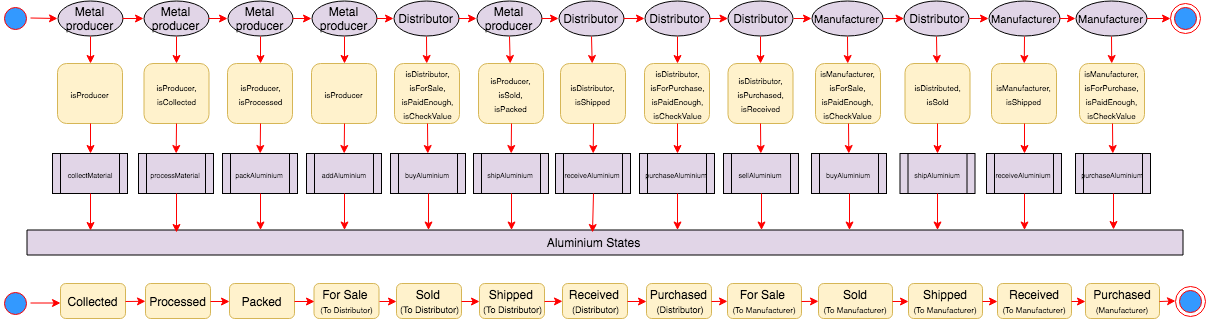 Metal
producer
Metal
producer
Metal
producer
Metal
producer
Distributor
Metal
producer
Distributor
Distributor
Distributor
Manufacturer
Distributor
Manufacturer
Manufacturer
isProducer
isProducer,
isCollected
isProducer,
isProcessed
isProducer
isDistributor,
isForSale,
isPaidEnough,
isCheckValue
isProducer,
isSold,
isPacked
isDistributor,
isShipped
isDistributor,
isForPurchase,
isPaidEnough,
isCheckValue
isDistributor,
isPurchased,
isReceived
isManufacturer,
isForSale,
isPaidEnough,
isCheckValue
isDistributed,
isSold
isManufacturer,
isShipped
isManufacturer,
isForPurchase,
isPaidEnough,
isCheckValue
collectMaterial
processMaterial
packAluminium
addAluminium
buyAluminium
shipAluminium
receiveAluminium
purchaseAluminium
sellAluminium
buyAluminium
shipAluminium
receiveAluminium
purchaseAluminium
Aluminium States
Collected
Processed
Packed
For Sale
(To Distributor)
Sold
(To Distributor)
Shipped
(To Distributor)
Received
(Distributor)
Purchased
(Distributor)
For Sale
(To Manufacturer)
Sold
(To Manufacturer)
Shipped
(To Manufacturer)
Received
(To Manufacturer)
Purchased
(Manufacturer)